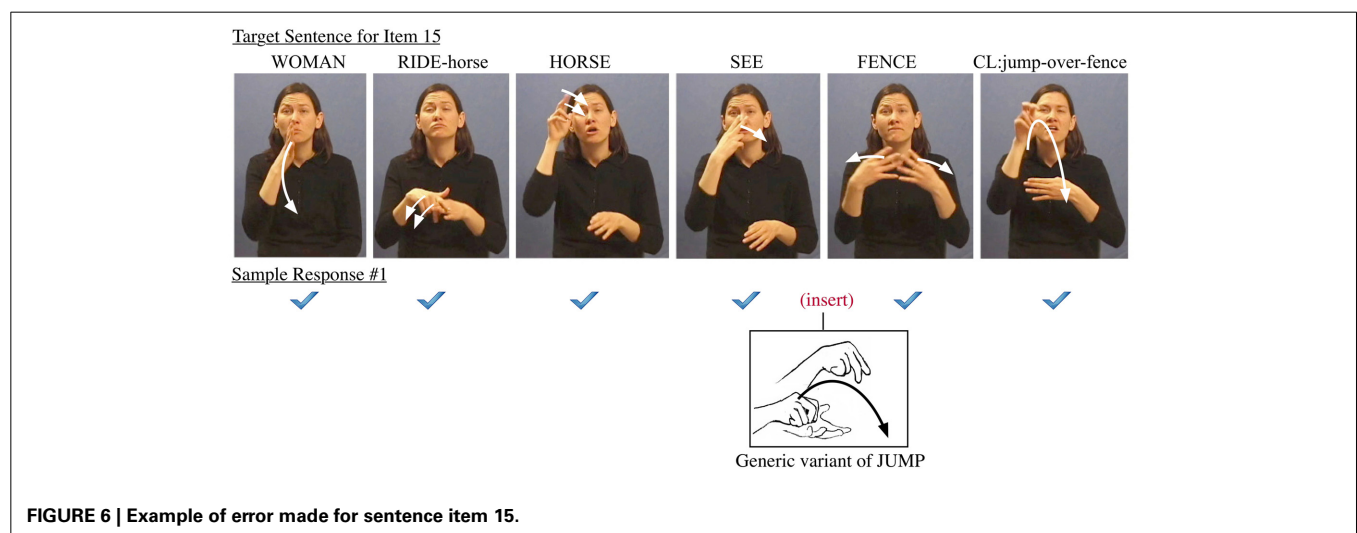 Target Sentence for Item 15
WOMAN RIDE-horse HORSE SEE FENCE CL:jump-over-fence
Sample Response #1
(insert)
Generic variant of JUMP
FIGURE 6 | Example of error made for sentence item 15.